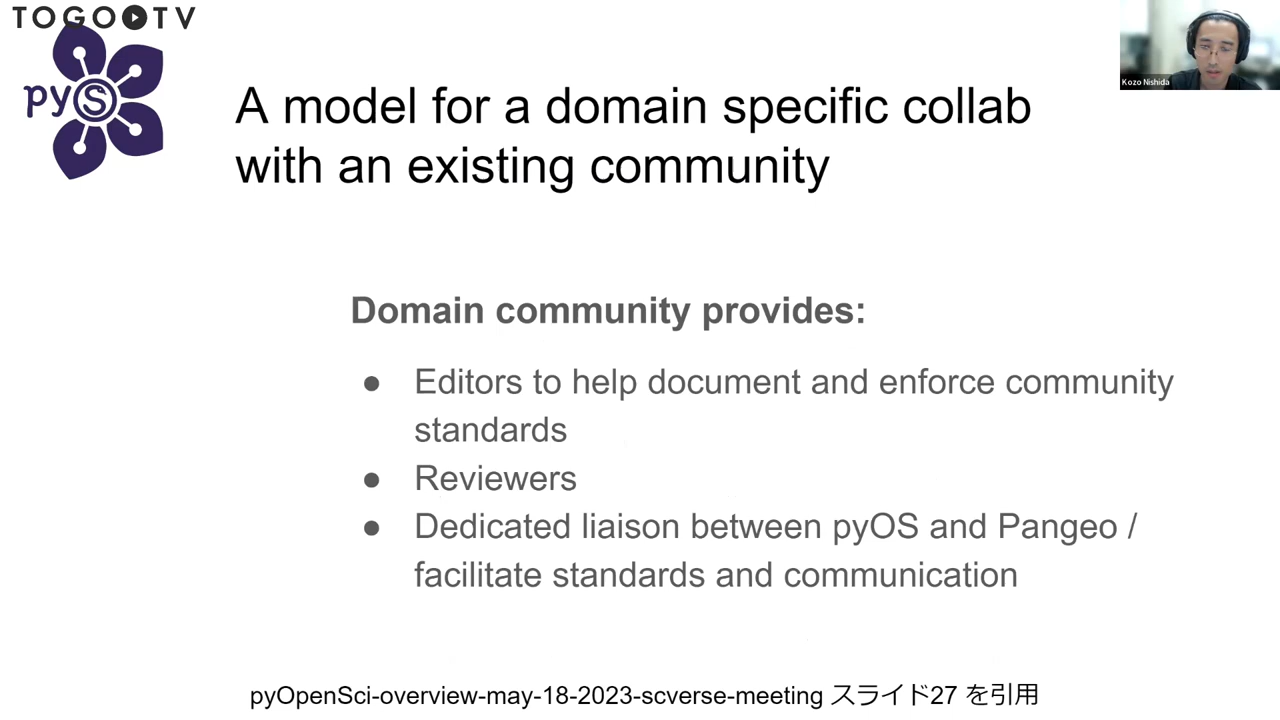 TOGO TV
pyS
Kozo Nishida
A model for a domain specific collab
with an existing community
Domain community provides:
● Editors to help document and enforce community
standards
● Reviewers
● Dedicated liaison between pyOS and Pangeo /
facilitate standards and communication
pyOpenSci-overview-may-18-2023-scverse-meeting スライド27 を引用